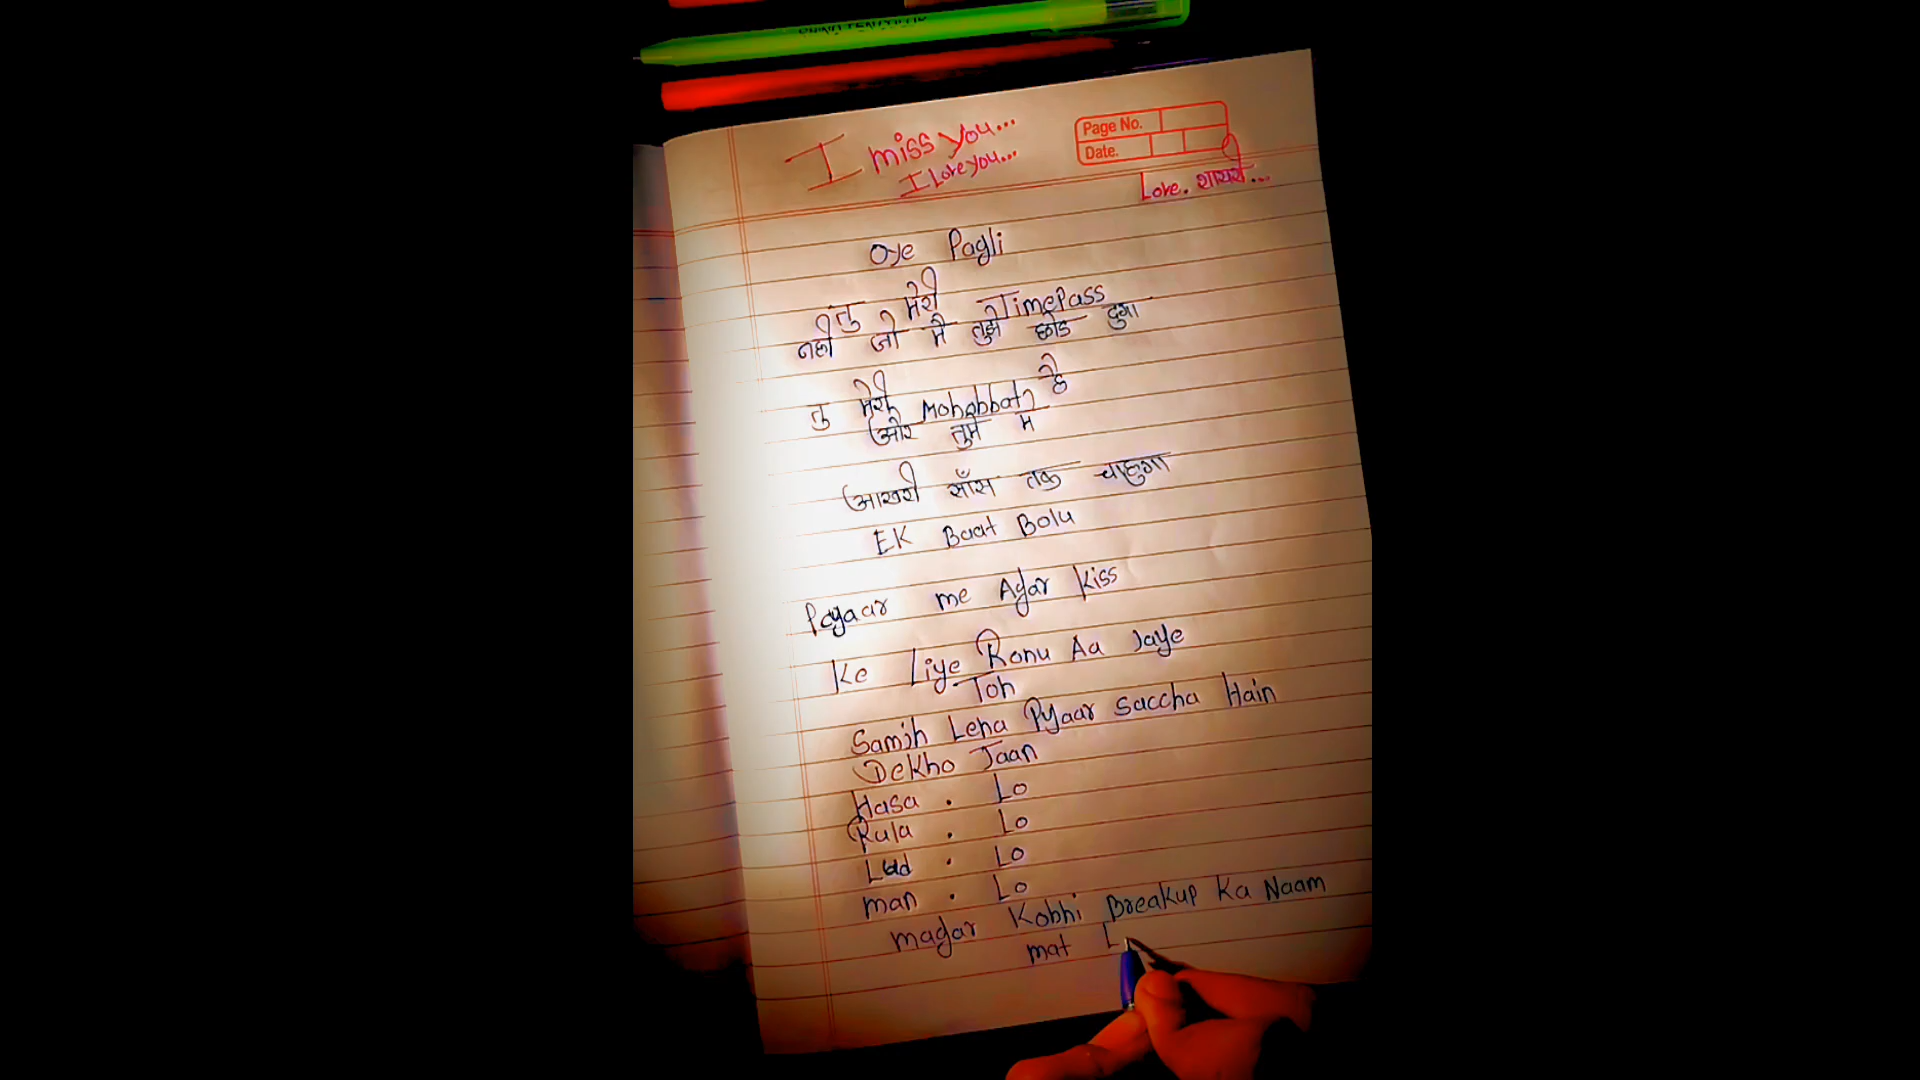 I miss you...
I Love you...
Page No.
Date.
Love. शायरी...
Oye Pagli
तु मेरी TimePass
नही जो मै तुझे छोड दुगा
तु मेरी Mohabbat है
और तुमे म
आखरी साँस तक चाहुगा
EK Baat Bolu
Payaar me Agar Kiss
Ke Liye Ronu Aa Jaye
Toh
Samjh Lena Pyaar Saccha Hain
Dekho Jaan
Hasa . Lo
Rula . Lo
Lad . Lo
man . Lo
magar Kobhi Breakup Ka Naam
mat L